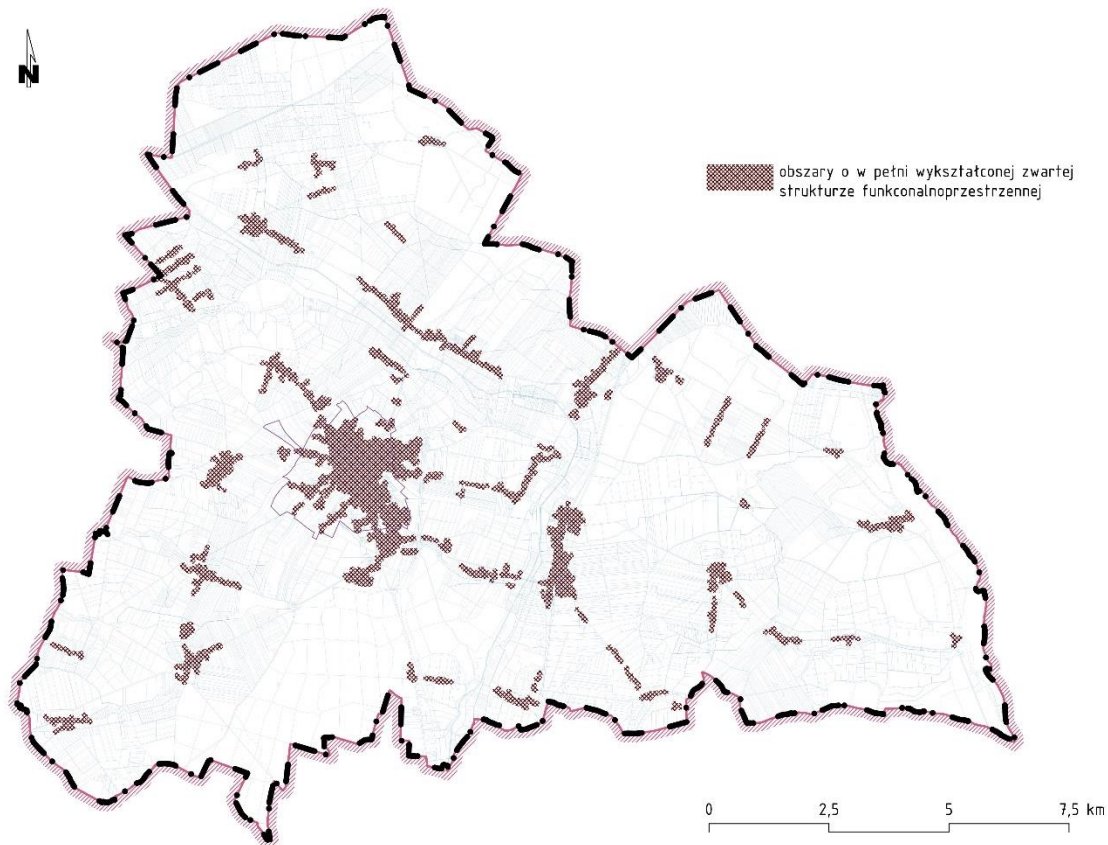 N
obszary o w pełni wykształconej zwartej
strukturze funkconalnoprzestrzennej
0 2,5 5 7,5 km